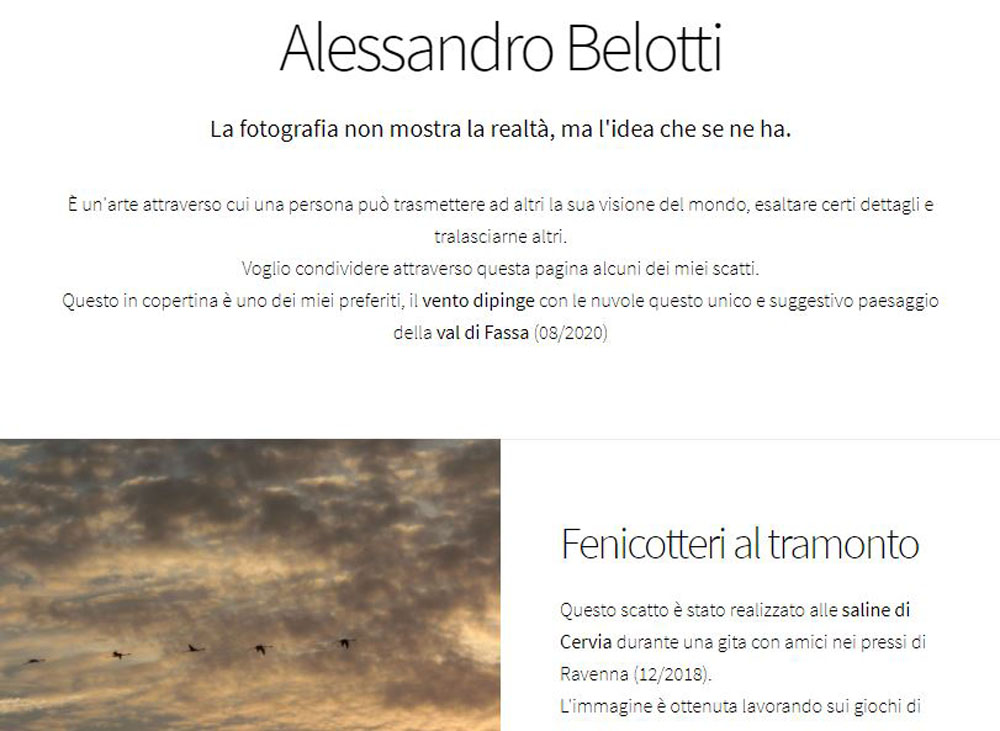 Alessandro Belotti
La fotografia non mostra la realtà, ma l'idea che se ne ha.
È un'arte attraverso cui una persona può trasmettere ad altri la sua visione del mondo, esaltare certi dettagli e
tralasciarne altri.
Voglio condividere attraverso questa pagina alcuni dei miei scatti.
Questo in copertina è uno dei miei preferiti, il vento dipinge con le nuvole questo unico e suggestivo paesaggio
della val di Fassa (08/2020)
Fenicotteri al tramonto
Questo scatto è stato realizzato alle saline di
Cervia durante una gita con amici nei pressi di
Ravenna (12/2018).
L'immagine è ottenuta lavorando sui giochi di